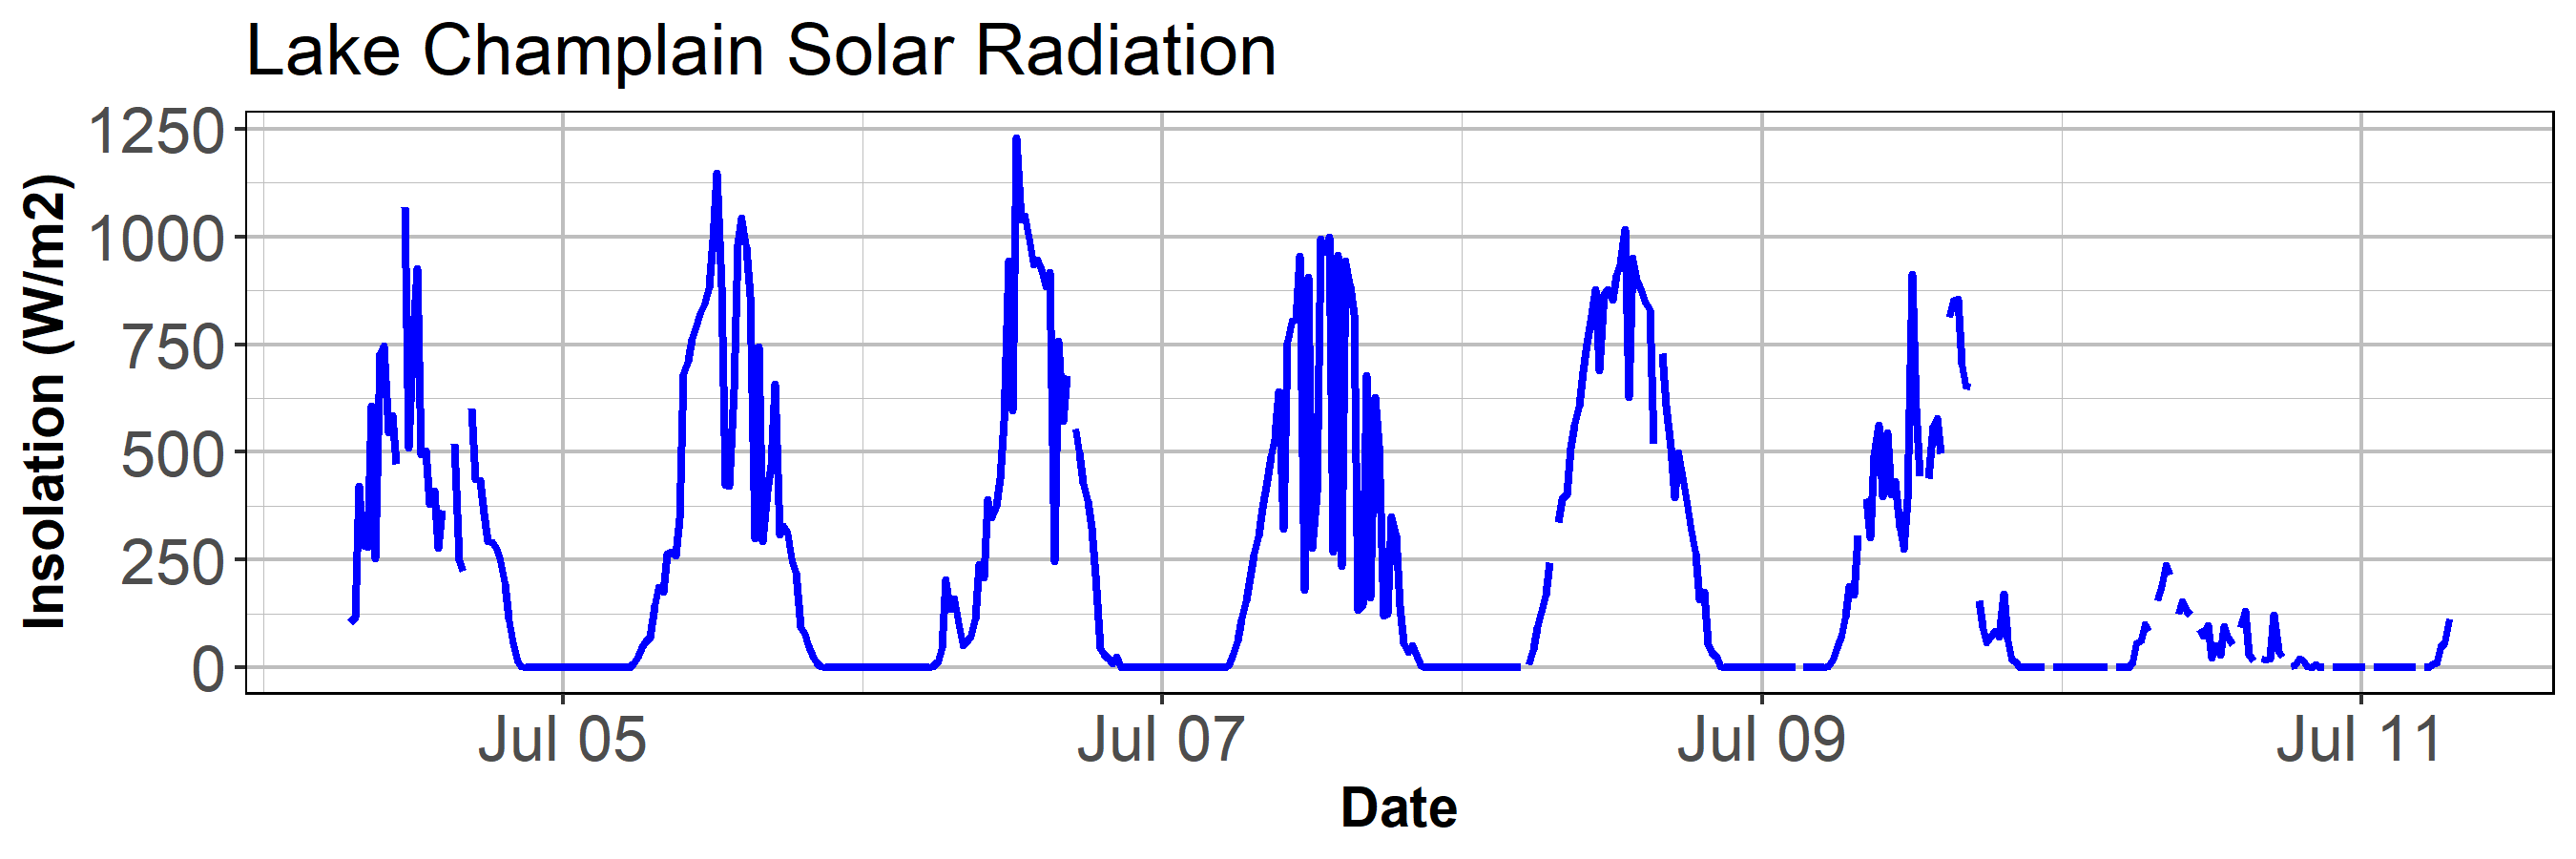 Lake Champlain Solar Radiation
Insolation (W/m2)
1250
1000
750
500
250
0
Jul 05
Jul 07
Jul 09
Jul 11
Date